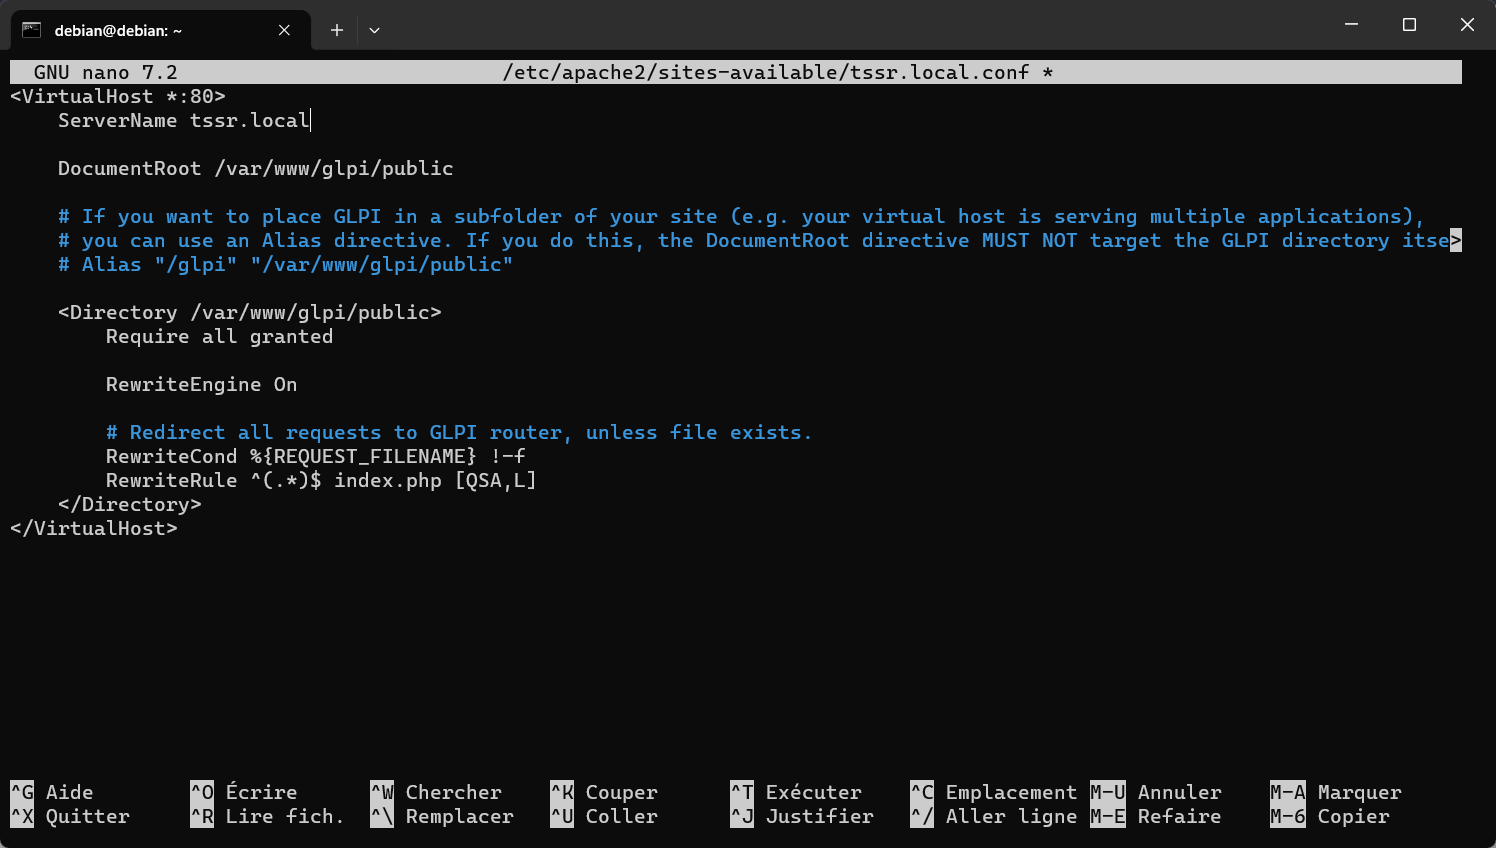 debian@debian: ~
GNU nano 7.2 /etc/apache2/sites-available/tssr.local.conf *
<VirtualHost *:80>
    ServerName tssr.local

    DocumentRoot /var/www/glpi/public

    # If you want to place GLPI in a subfolder of your site (e.g. your virtual host is serving multiple applications),
    # you can use an Alias directive. If you do this, the DocumentRoot directive MUST NOT target the GLPI directory itse>
    # Alias "/glpi" "/var/www/glpi/public"

    <Directory /var/www/glpi/public>
        Require all granted

        RewriteEngine On

        # Redirect all requests to GLPI router, unless file exists.
        RewriteCond %{REQUEST_FILENAME} !-f
        RewriteRule ^(.*)$ index.php [QSA,L]
    </Directory>
</VirtualHost>
^G Aide ^O Écrire ^W Chercher ^K Couper ^T Exécuter ^C Emplacement M-U Annuler M-A Marquer
^X Quitter ^R Lire fich. ^\ Remplacer ^U Coller ^J Justifier ^/ Aller ligne M-E Refaire M-6 Copier